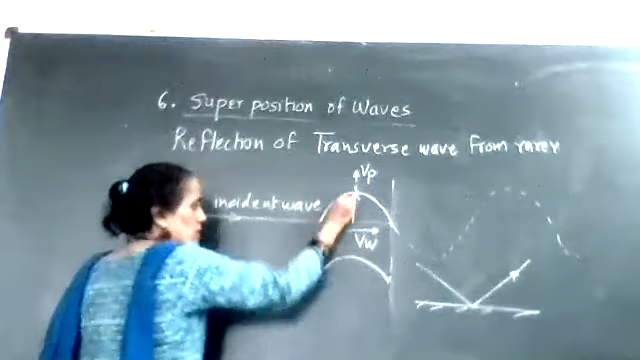 6. Super position of Waves
Reflection of Transverse wave From rarer
Vp
incident wave
Vw